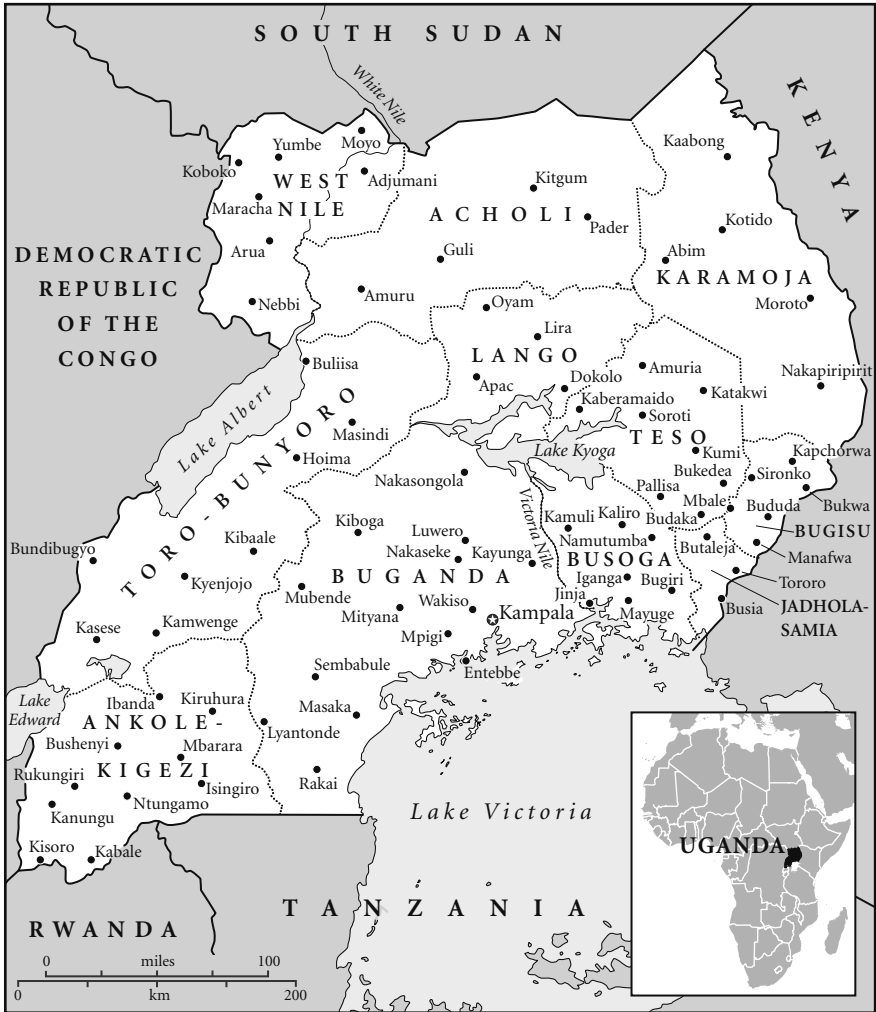 SOUTH SUDAN
White Nile
KENYA
Kaabong
Moyo
Yumbe
Koboko
WEST
NILE
Adjumani
Kitgum
Maracha
ACHOLI
Pader
Kotido
Arua
Guli
Abim
DEMOCRATIC
REPUBLIC
OF THE
CONGO
KARAMOJA
Nebbi
Amuru
Oyam
Moroto
Lira
LANGO
Buliisa
Amuria
Apac
Dokolo
Nakapiripirit
Katakwi
Kaberamaido
Lake Albert
TORO-BUNYORO
Masindi
Soroti
TESO
Lake Kyoga
Kumi
Kapchorwa
Hoima
Bukedea
Sironko
Nakasongola
Pallisa
Bukwa
Victoria Nile
Mbale
Bududa
Kiboga
Kamuli
Kaliro
Budaka
BUGISU
Luwero
Namutumba
Butaleja
Bundibugyo
Kibaale
Nakaseke
Kayunga
BUSOGA
Manafwa
Kyenjojo
BUGANDA
Iganga
Bugiri
Tororo
Mubende
Wakiso
Jinja
Mityana
Kampala
Mayuge
Busia
JADHOLA-
SAMIA
Kasese
Kamwenge
Mpigi
Sembabule
Entebbe
Lake
Edward
Ibanda
Kiruhura
Masaka
ANKOLE-
KIGEZI
Lyantonde
Bushenyi
Mbarara
Rukungiri
Isingiro
Rakai
Kanungu
Ntungamo
Lake Victoria
Kisoro
Kabale
UGANDA
RWANDA
TANZANIA
0 miles 100
0 km 200